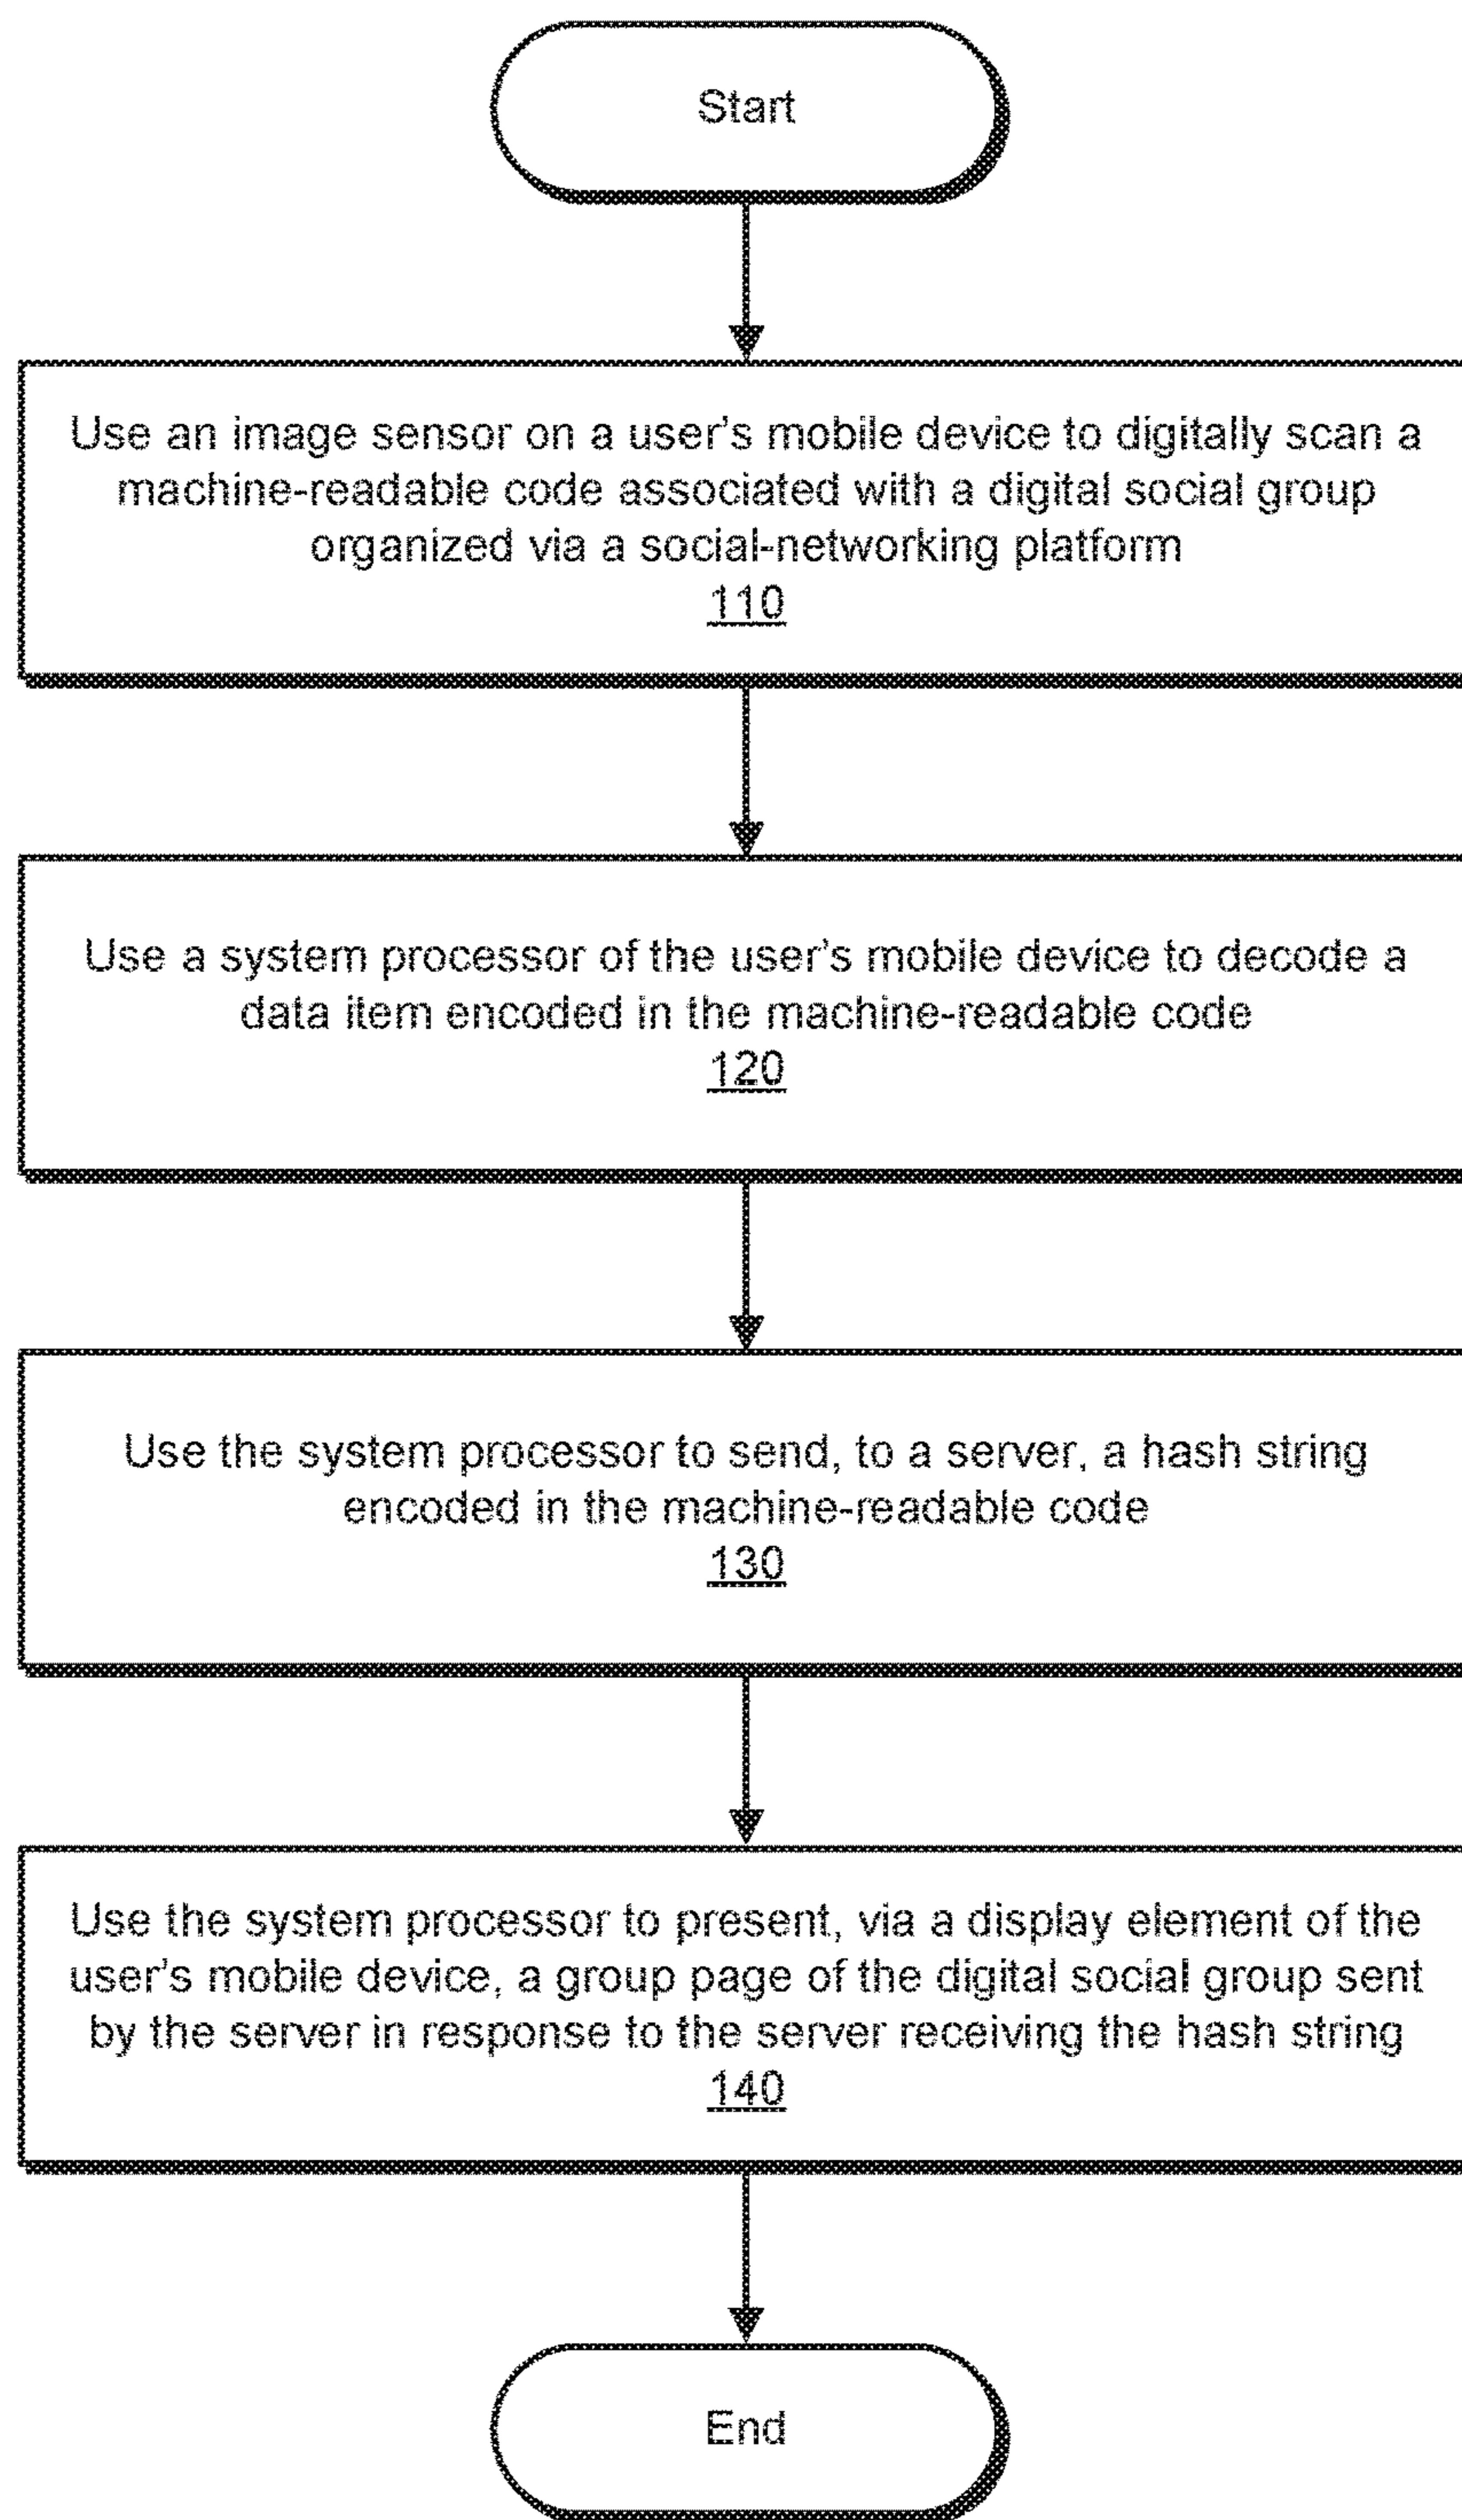 Start
Use an image sensor on a user's mobile device to digitally scan a
machine-readable code associated with a digital social group
organized via a social-networking platform
110
Use a system processor of the user's mobile device to decode a
data item encoded in the machine-readable code
120
Use the system processor to send, to a server, a hash string
encoded in the machine-readable code
130
Use the system processor to present, via a display element of the
user's mobile device, a group page of the digital social group sent
by the server in response to the server receiving the hash string
140
End